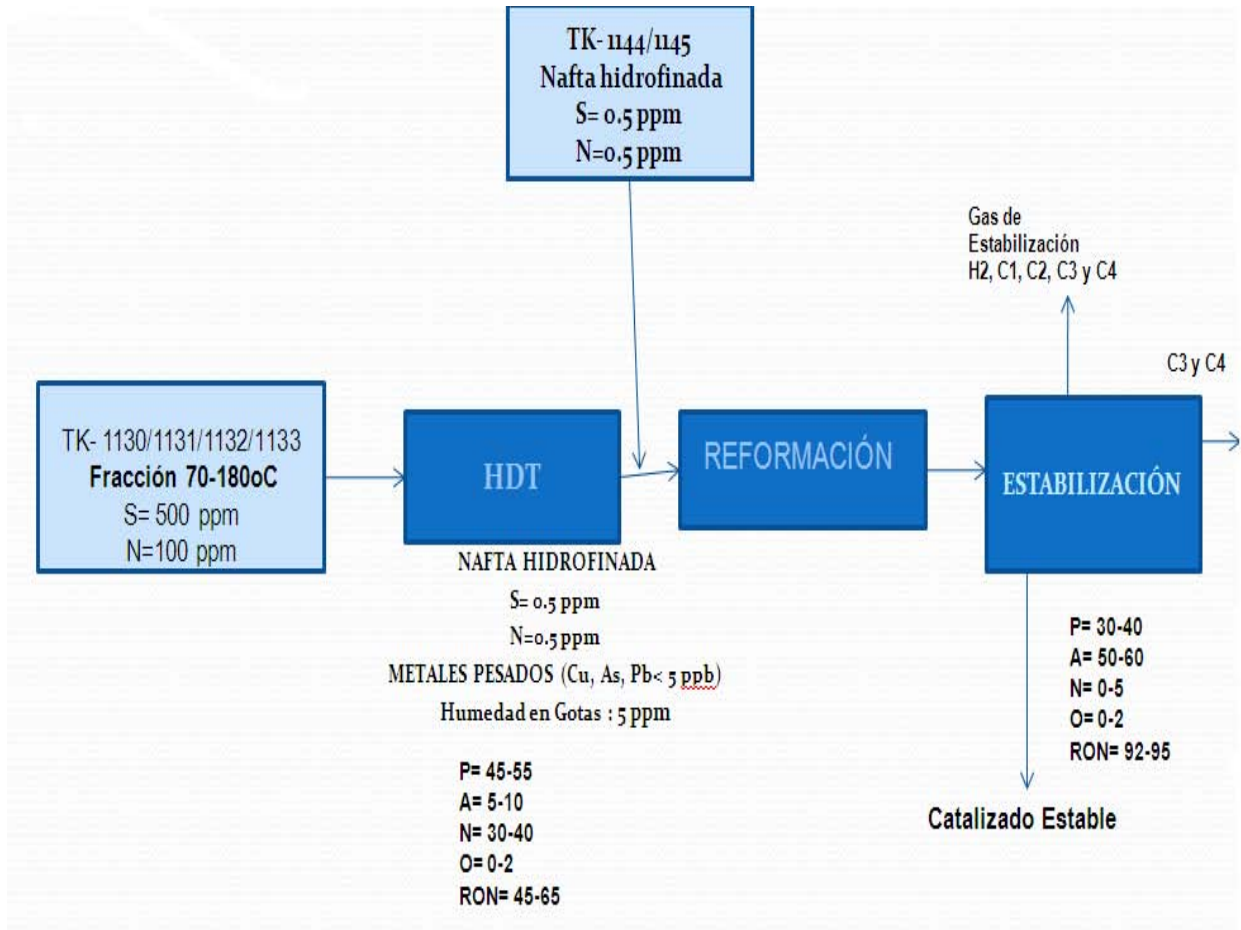 TK- 1144/1145
Nafta hidrofinada
S= 0.5 ppm
N=0.5 ppm
Gas de
Estabilización
H2, C1, C2, C3 y C4
C3 y C4
TK- 1130/1131/1132/1133
Fracción 70-180oC
S= 500 ppm
N=100 ppm
HDT
REFORMACIÓN
ESTABILIZACIÓN
NAFTA HIDROFINADA
S= 0.5 ppm
N=0.5 ppm
METALES PESADOS (Cu, As, Pb< 5 ppb)
Humedad en Gotas : 5 ppm
P= 45-55
A= 5-10
N= 30-40
O= 0-2
RON= 45-65
P= 30-40
A= 50-60
N= 0-5
O= 0-2
RON= 92-95
Catalizado Estable